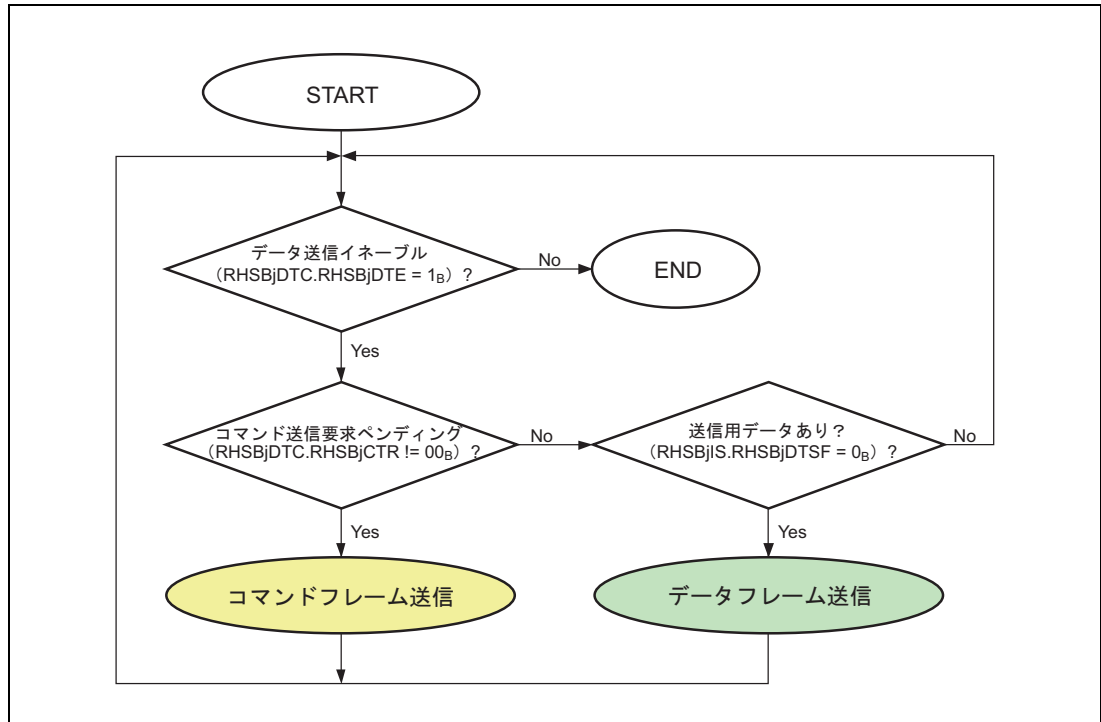 START
データ送信イネーブル
（RHSBjDTC.RHSBjDTE = 1B）？
No
END
Yes
コマンド送信要求ペンディング
（RHSBjDTC.RHSBjCTR != 00B）？
No
送信用データあり？
（RHSBjIS.RHSBjDTSF = 0B）？
No
Yes
Yes
コマンドフレーム送信
データフレーム送信